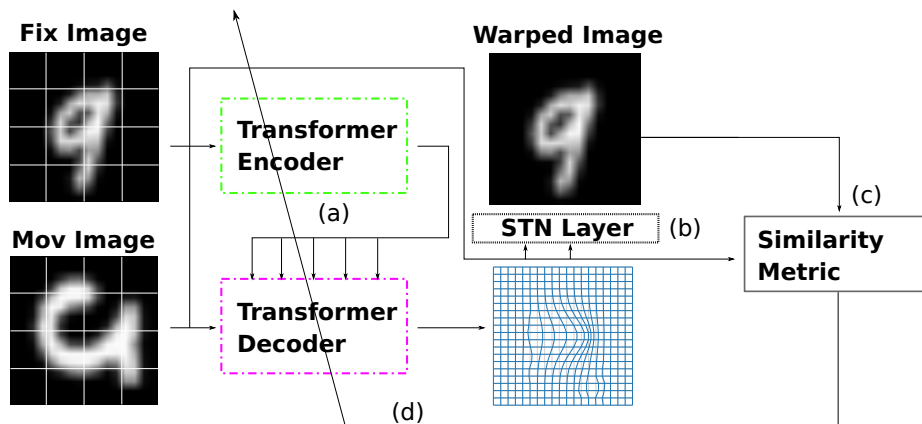 Fix Image
Warped Image
Transformer
Encoder
(a)
(c)
Mov Image
STN Layer
(b)
Similarity
Metric
Transformer
Decoder
(d)